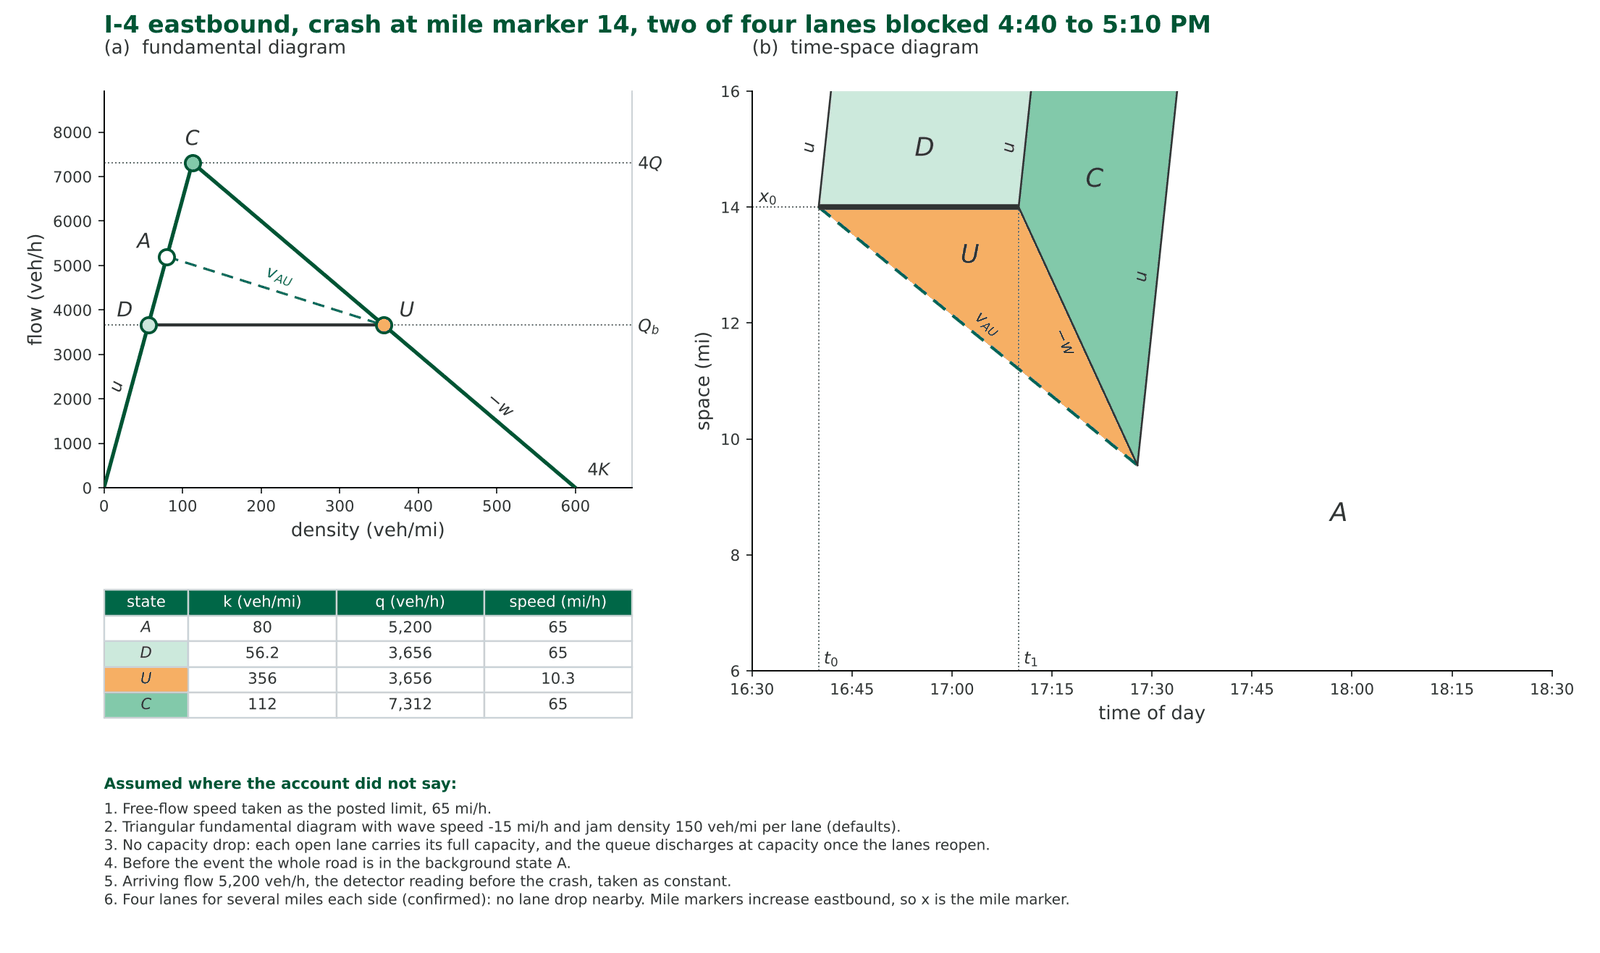 I-4 eastbound, crash at mile marker 14, two of four lanes blocked 4:40 to 5:10 PM
(a) fundamental diagram
8000
7000
6000
5000
4000
3000
2000
1000
0
flow (veh/h)
0 100 200 300 400 500 600
density (veh/mi)
C
A
D
U
u
v_AU
−w
4Q
Q_b
4K
(b) time-space diagram
16
14
12
10
8
6
space (mi)
x_0
D
C
U
A
u
u
u
v_AU
−w
t_0
t_1
16:30 16:45 17:00 17:15 17:30 17:45 18:00 18:15 18:30
time of day
state k (veh/mi) q (veh/h) speed (mi/h)
A 80 5,200 65
D 56.2 3,656 65
U 356 3,656 10.3
C 112 7,312 65
Assumed where the account did not say:
1. Free-flow speed taken as the posted limit, 65 mi/h.
2. Triangular fundamental diagram with wave speed -15 mi/h and jam density 150 veh/mi per lane (defaults).
3. No capacity drop: each open lane carries its full capacity, and the queue discharges at capacity once the lanes reopen.
4. Before the event the whole road is in the background state A.
5. Arriving flow 5,200 veh/h, the detector reading before the crash, taken as constant.
6. Four lanes for several miles each side (confirmed): no lane drop nearby. Mile markers increase eastbound, so x is the mile marker.